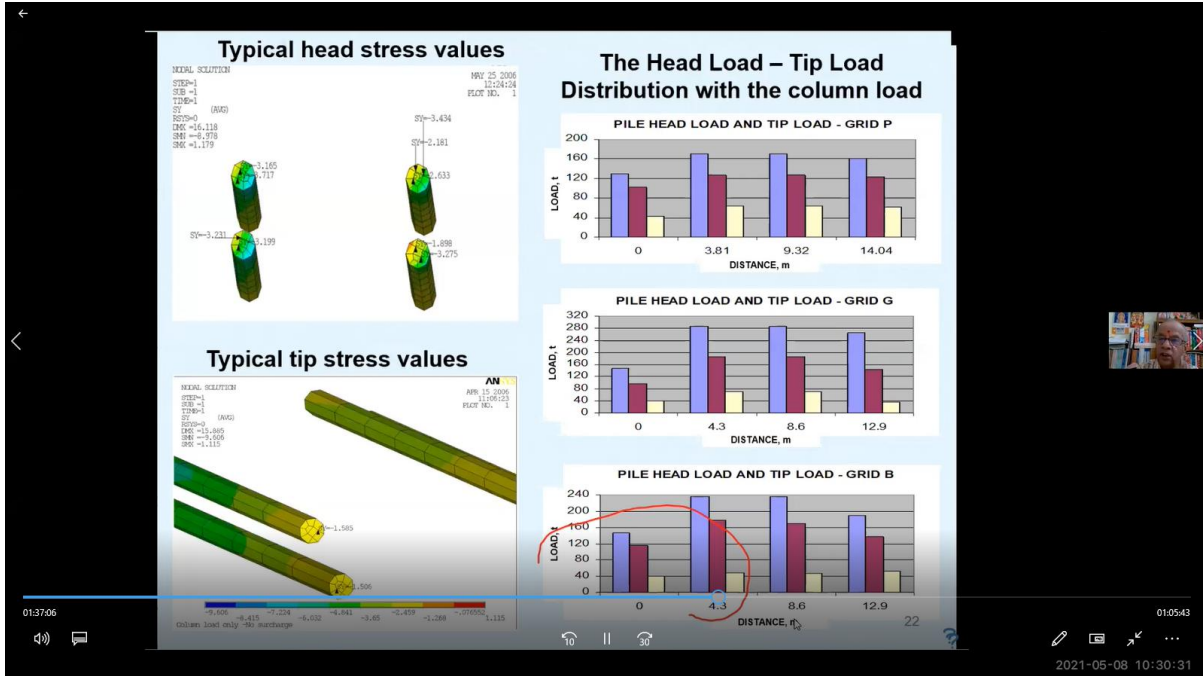 Typical head stress values
NODAL SOLUTION
STEP=1
SUB =1
TIME=1
SY (AVG)
RSYS=0
DMX =16.118
SMN =-8.978
SMX =1.179
MAY 25 2006
12:24:24
PLOT NO. 1
SY=-3.434
SY=-2.181
-3.165
3.717
2.633
SY=-3.231
-3.199
-1.898
-3.275
Typical tip stress values
NODAL SOLUTION
STEP=1
SUB =1
TIME=1
SY (AVG)
RSYS=0
DMX =15.885
SMN =-9.606
SMX =1.115
APR 15 2006
11:06:23
PLOT NO. 1
-1.585
-1.506
-9.606 -7.224 -4.841 -2.459
-8.415 -6.032 -3.65 -1.268 1.115
Column load only -No surcharge
The Head Load – Tip Load
Distribution with the column load
PILE HEAD LOAD AND TIP LOAD - GRID P
LOAD, t
200
160
120
80
40
0
0 3.81 9.32 14.04
DISTANCE, m
PILE HEAD LOAD AND TIP LOAD - GRID G
LOAD, t
320
280
240
200
160
120
80
40
0
0 4.3 8.6 12.9
DISTANCE, m
PILE HEAD LOAD AND TIP LOAD - GRID B
LOAD, t
240
200
160
120
80
40
0
0 4.3 8.6 12.9
DISTANCE,
22
01:37:06
01:05:43
10
30
2021-05-08 10:30:31